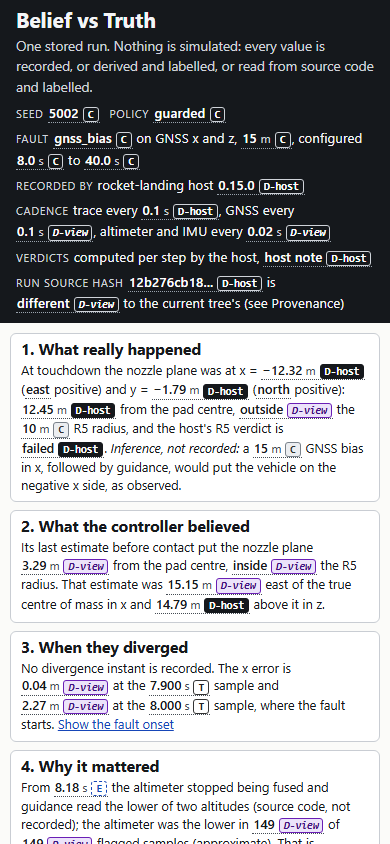 Belief vs Truth
One stored run. Nothing is simulated: every value is
recorded, or derived and labelled, or read from source code
and labelled.
SEED 5002 C POLICY guarded C
FAULT gnss_bias C on GNSS x and z, 15 m C, configured
8.0 s C to 40.0 s C
RECORDED BY rocket-landing host 0.15.0 D-host
CADENCE trace every 0.1 s D-host, GNSS every
0.1 s D-view, altimeter and IMU every 0.02 s D-view
VERDICTS computed per step by the host, host note D-host
RUN SOURCE HASH 12b276cb18... D-host is
different D-view to the current tree's (see Provenance)
1. What really happened
At touchdown the nozzle plane was at x = −12.32 m D-host
(east positive) and y = −1.79 m D-host (north positive):
12.45 m D-host from the pad centre, outside D-view the
10 m C R5 radius, and the host's R5 verdict is
failed D-host. Inference, not recorded: a 15 m C GNSS bias
in x, followed by guidance, would put the vehicle on the
negative x side, as observed.
2. What the controller believed
Its last estimate before contact put the nozzle plane
3.29 m D-view from the pad centre, inside D-view the R5
radius. That estimate was 15.15 m D-view east of the true
centre of mass in x and 14.79 m D-host above it in z.
3. When they diverged
No divergence instant is recorded. The x error is
0.04 m D-view at the 7.900 s T sample and
2.27 m D-view at the 8.000 s T sample, where the fault
starts. Show the fault onset
4. Why it mattered
From 8.18 s E the altimeter stopped being fused and
guidance read the lower of two altitudes (source code, not
recorded); the altimeter was the lower in 149 D-view of
149 D-view flagged samples (approximate). That is